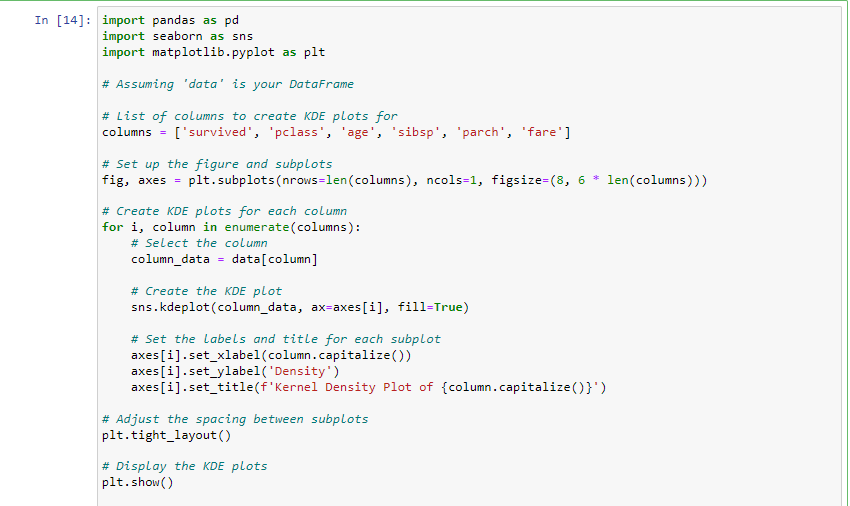 In [14]: import pandas as pd
import seaborn as sns
import matplotlib.pyplot as plt
# Assuming 'data' is your DataFrame
# List of columns to create KDE plots for
columns = ['survived', 'pclass', 'age', 'sibsp', 'parch', 'fare']
# Set up the figure and subplots
fig, axes = plt.subplots(nrows=len(columns), ncols=1, figsize=(8, 6 * len(columns)))
# Create KDE plots for each column
for i, column in enumerate(columns):
    # Select the column
    column_data = data[column]
    # Create the KDE plot
    sns.kdeplot(column_data, ax=axes[i], fill=True)
    # Set the labels and title for each subplot
    axes[i].set_xlabel(column.capitalize())
    axes[i].set_ylabel('Density')
    axes[i].set_title(f'Kernel Density Plot of {column.capitalize()}')
# Adjust the spacing between subplots
plt.tight_layout()
# Display the KDE plots
plt.show()